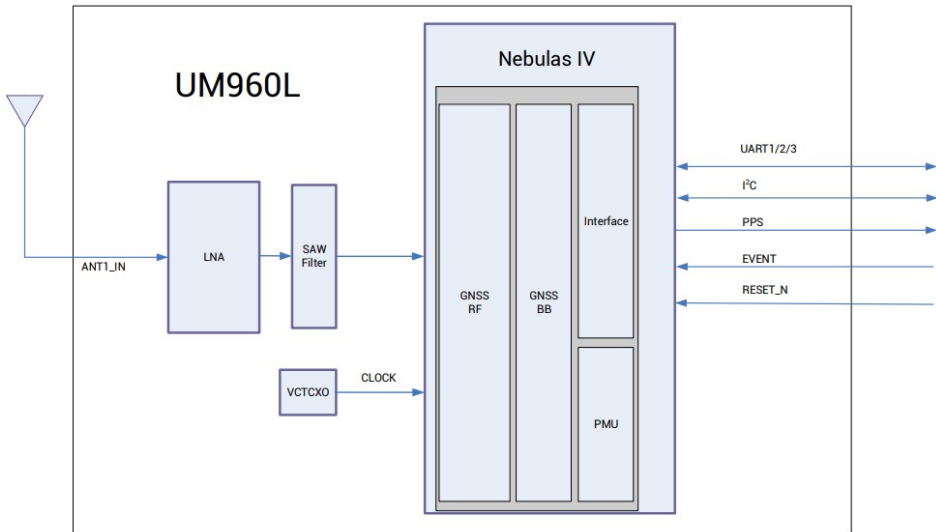 UM960L
Nebulas IV
ANT1_IN
LNA
SAW
Filter
VCTCXO
CLOCK
GNSS
RF
GNSS
BB
Interface
PMU
UART1/2/3
I²C
PPS
EVENT
RESET_N